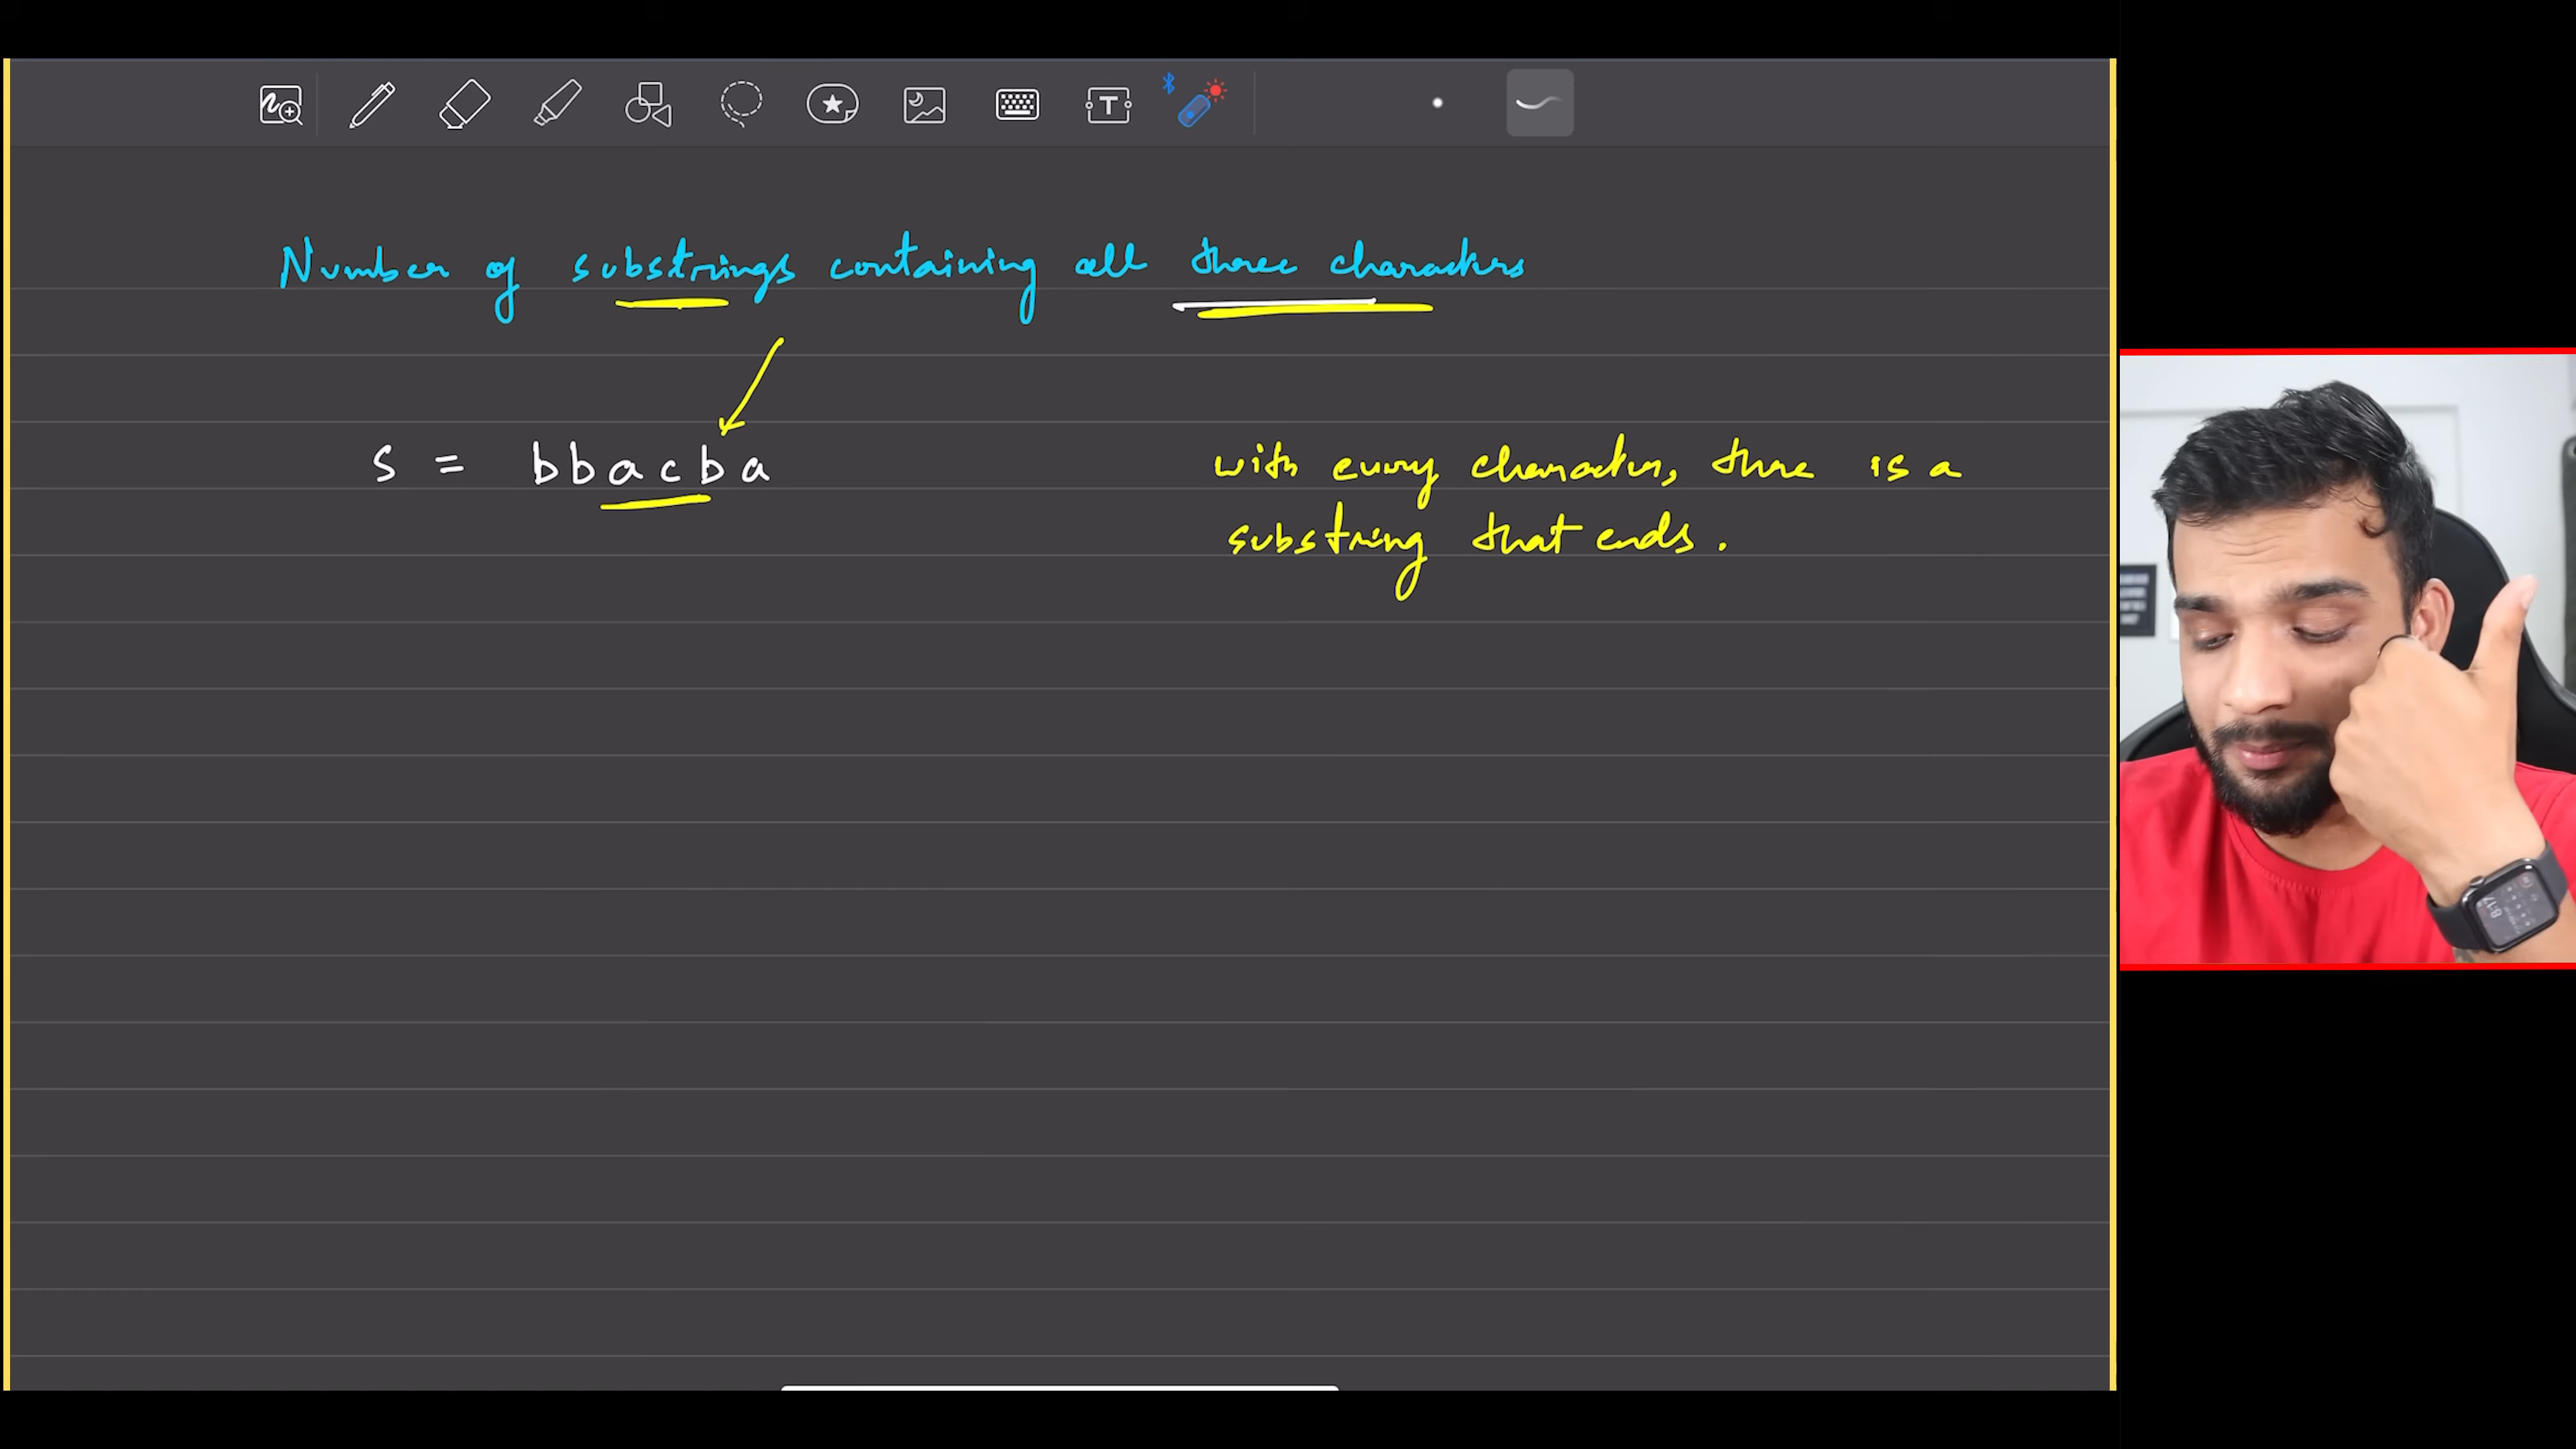 Number of substrings containing all three characters
S = bbacba
with every character, there is a
substring that ends.